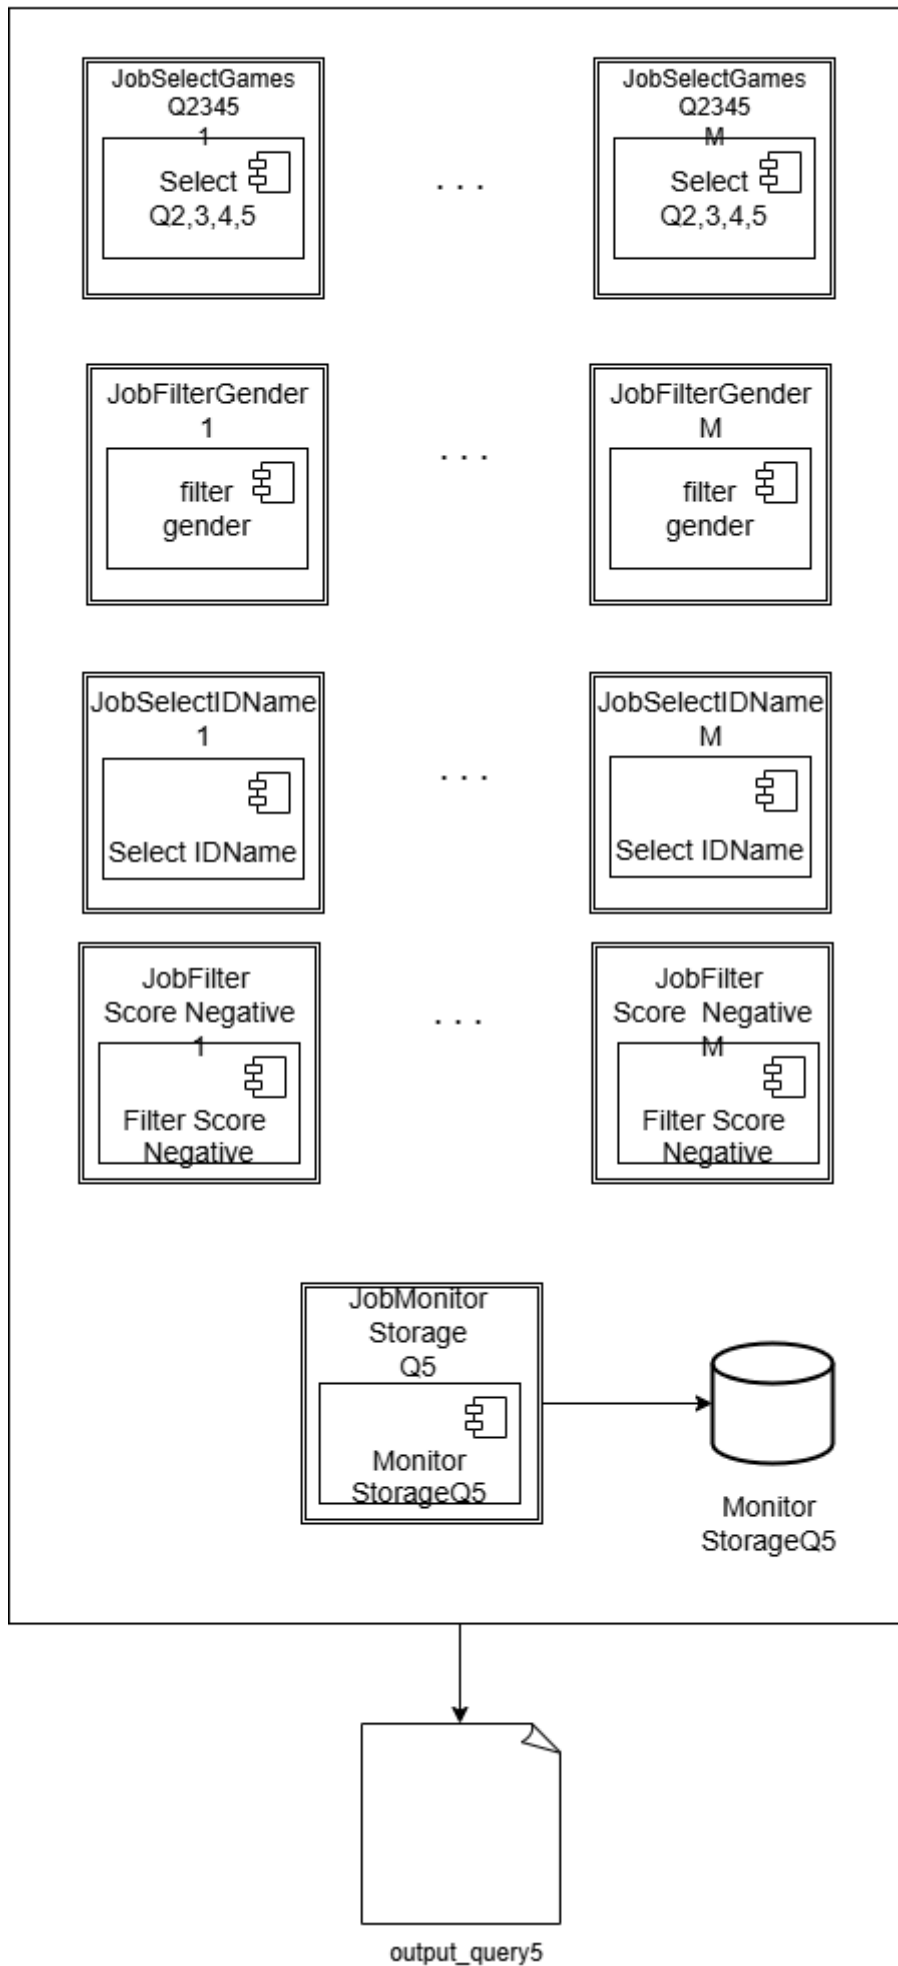 JobSelectGames
Q2345
1
Select
Q2,3,4,5
. . .
JobSelectGames
Q2345
M
Select
Q2,3,4,5
JobFilterGender
1
filter
gender
. . .
JobFilterGender
M
filter
gender
JobSelectIDName
1
Select IDName
. . .
JobSelectIDName
M
Select IDName
JobFilter
Score Negative
1
Filter Score
Negative
. . .
JobFilter
Score  Negative
M
Filter Score
Negative
JobMonitor
Storage
Q5
Monitor
StorageQ5
Monitor
StorageQ5
output_query5